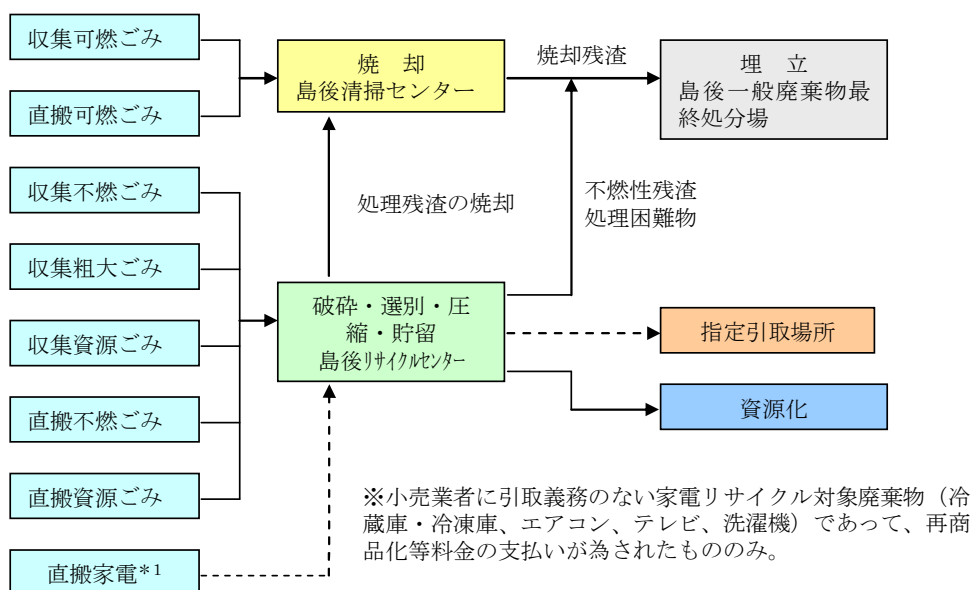 収集可燃ごみ
直搬可燃ごみ
収集不燃ごみ
収集粗大ごみ
収集資源ごみ
直搬不燃ごみ
直搬資源ごみ
直搬家電*1
焼　却
島後清掃センター
焼却残渣
埋　立
島後一般廃棄物最
終処分場
処理残渣の焼却
不燃性残渣
処理困難物
破砕・選別・圧
縮・貯留
島後ﾘｻｲｸﾙｾﾝﾀｰ
指定引取場所
資源化
※小売業者に引取義務のない家電リサイクル対象廃棄物（冷
蔵庫・冷凍庫、エアコン、テレビ、洗濯機）であって、再商
品化等料金の支払いが為されたもののみ。